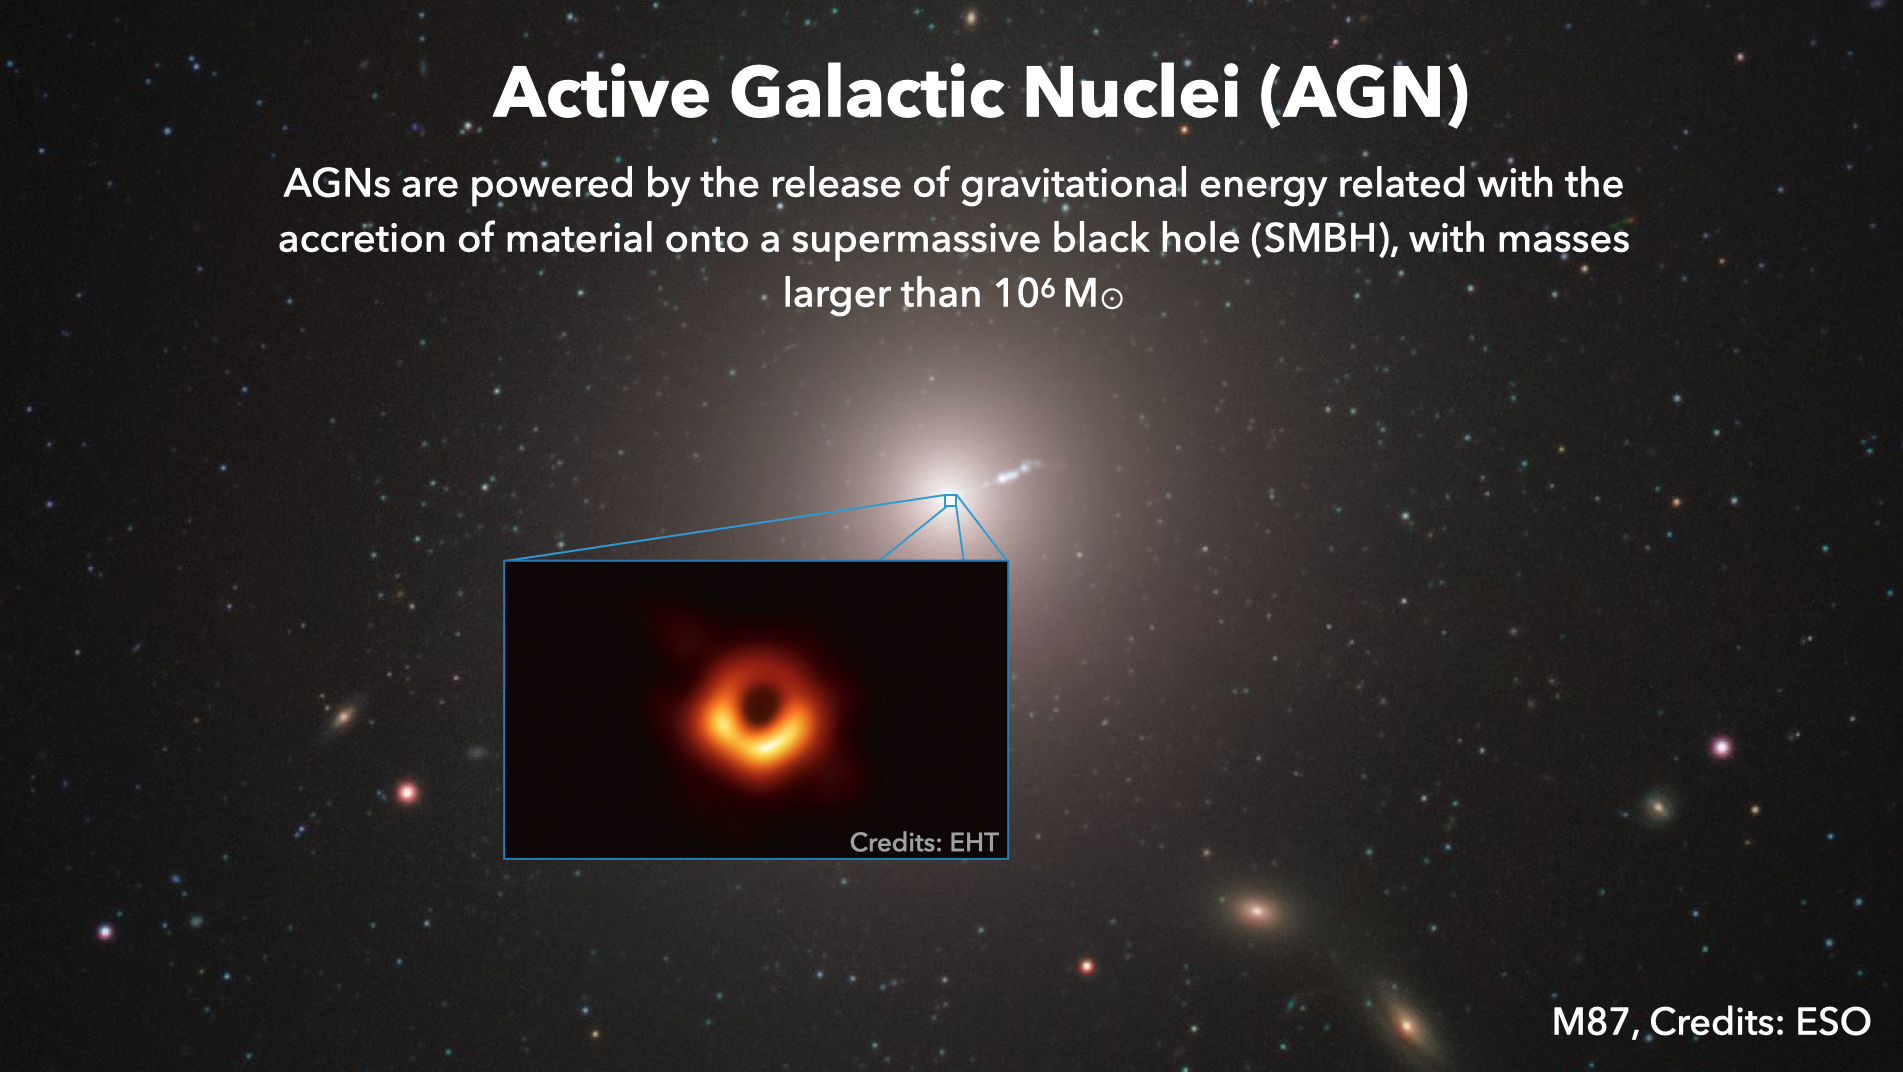 Active Galactic Nuclei (AGN)
AGNs are powered by the release of gravitational energy related with the
accretion of material onto a supermassive black hole (SMBH), with masses
larger than 10⁶ M☉
Credits: EHT
M87, Credits: ESO